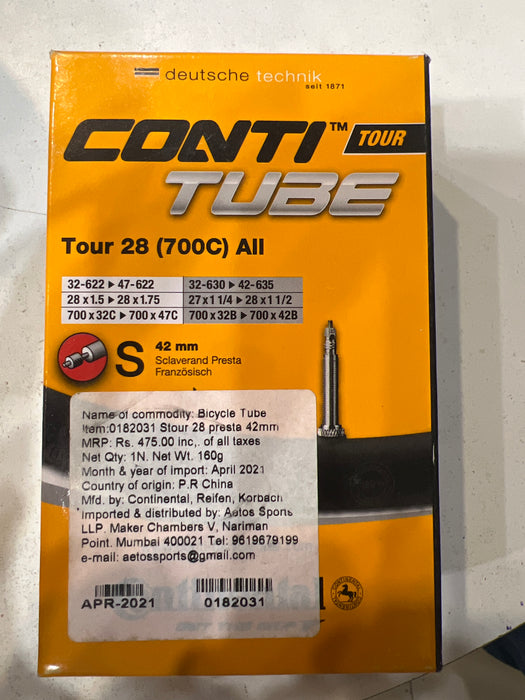 deutsche technik
seit 1871
CONTI™ TOUR
TUBE
Tour 28 (700C) All
32-622 ▸ 47-622 32-630 ▸ 42-635
28 x 1.5 ▸ 28 x 1.75 27 x 1 1/4 ▸ 28 x 1 1/2
700 x 32C ▸ 700 x 47C 700 x 32B ▸ 700 x 42B
S 42 mm
Sclaverand Presta
Französisch
Name of commodity: Bicycle Tube
Item:0182031 Stour 28 presta 42mm
MRP: Rs. 475.00 inc,. of all taxes
Net Qty: 1N. Net Wt. 160g
Month & year of import: April 2021
Country of origin: P.R China
Mfd. by: Continental, Reifen, Korbach
Imported & distributed by: Aetos Sports
LLP. Maker Chambers V, Nariman
Point. Mumbai 400021 Tel: 9619679199
e-mail: aetossports@gmail.com
APR-2021 0182031